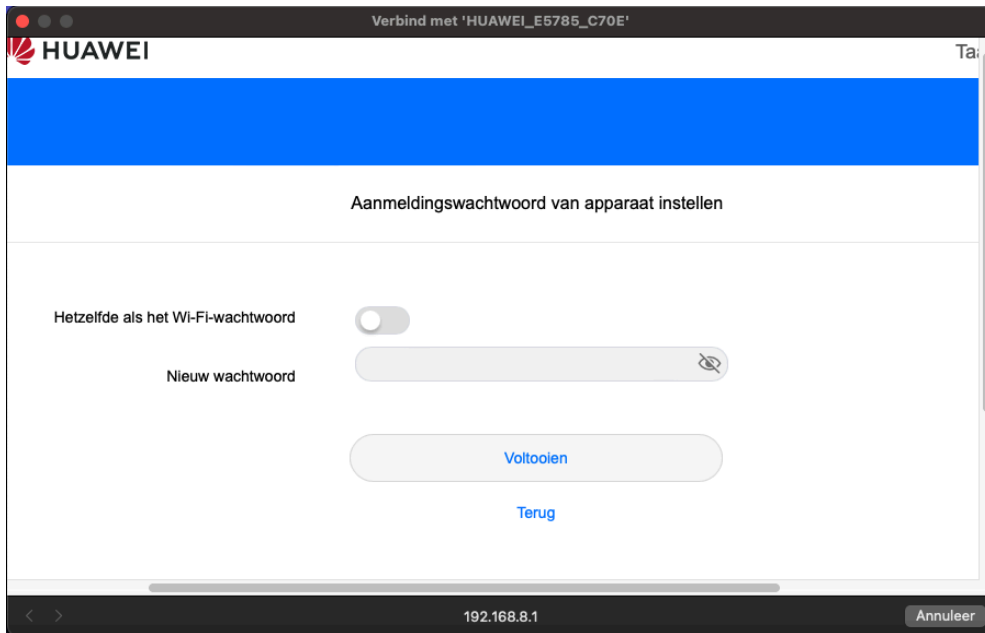 Verbind met 'HUAWEI_E5785_C70E'
HUAWEI
Aanmeldingswachtwoord van apparaat instellen
Hetzelfde als het Wi-Fi-wachtwoord
Nieuw wachtwoord
Voltooien
Terug
192.168.8.1
Annuleer